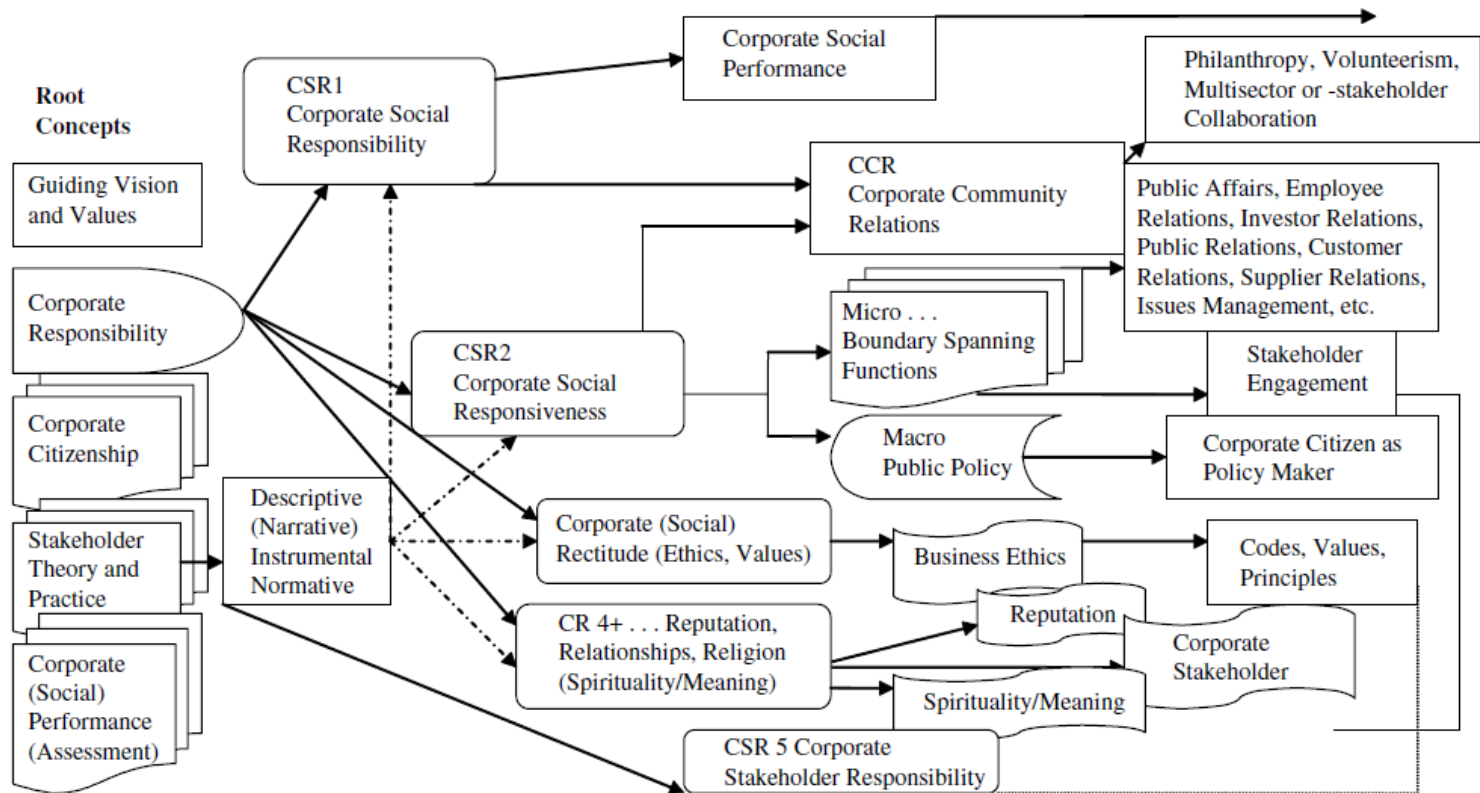 Root
Concepts
Guiding Vision
and Values
Corporate
Responsibility
Corporate
Citizenship
Stakeholder
Theory and
Practice
Corporate
(Social)
Performance
(Assessment)
Descriptive
(Narrative)
Instrumental
Normative
CSR1
Corporate Social
Responsibility
CSR2
Corporate Social
Responsiveness
Corporate (Social)
Rectitude (Ethics, Values)
CR 4+ . . . Reputation,
Relationships, Religion
(Spirituality/Meaning)
CSR 5 Corporate
Stakeholder Responsibility
Corporate Social
Performance
CCR
Corporate Community
Relations
Micro . . .
Boundary Spanning
Functions
Macro
Public Policy
Business Ethics
Reputation
Corporate
Stakeholder
Spirituality/Meaning
Philanthropy, Volunteerism,
Multisector or -stakeholder
Collaboration
Public Affairs, Employee
Relations, Investor Relations,
Public Relations, Customer
Relations, Supplier Relations,
Issues Management, etc.
Stakeholder
Engagement
Corporate Citizen as
Policy Maker
Codes, Values,
Principles